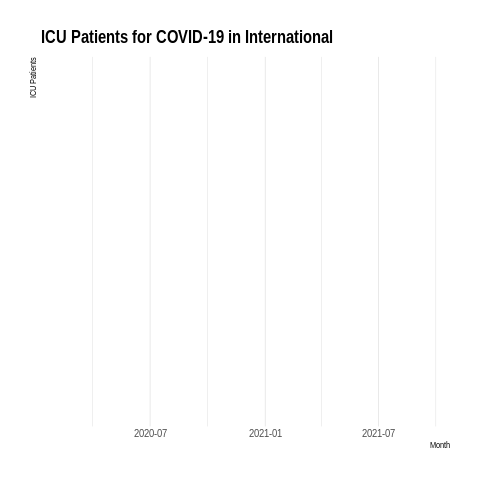 ICU Patients for COVID-19 in International
ICU Patients
2020-07 2021-01 2021-07
Month